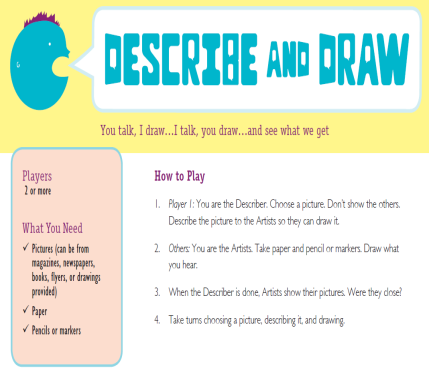 DESCRIBE AND DRAW
You talk, I draw...I talk, you draw...and see what we get
Players
2 or more
What You Need
✓ Pictures (can be from
magazines, newspapers,
books, flyers, or drawings
provided)
✓ Paper
✓ Pencils or markers
How to Play
1. Player 1: You are the Describer. Choose a picture. Don't show the others.
Describe the picture to the Artists so they can draw it.
2. Others: You are the Artists. Take paper and pencil or markers. Draw what
you hear.
3. When the Describer is done, Artists show their pictures. Were they close?
4. Take turns choosing a picture, describing it, and drawing.